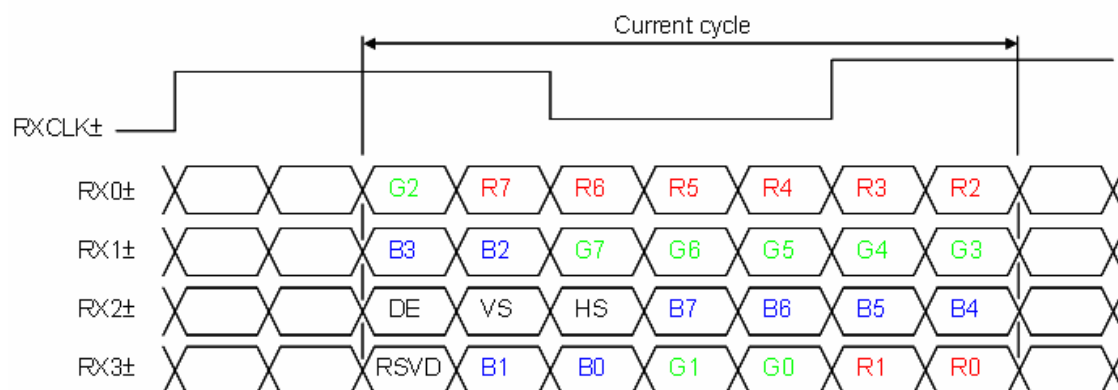 Current cycle
RXCLK±
RX0± G2 R7 R6 R5 R4 R3 R2
RX1± B3 B2 G7 G6 G5 G4 G3
RX2± DE VS HS B7 B6 B5 B4
RX3± RSVD B1 B0 G1 G0 R1 R0